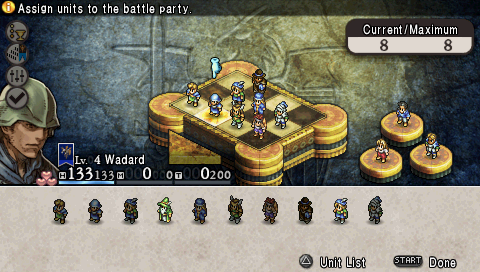 Assign units to the battle party.
Current/Maximum
8 8
Lv. 4 Wadard
H 133 133 M 0 0 T 0 200
Unit List
START Done